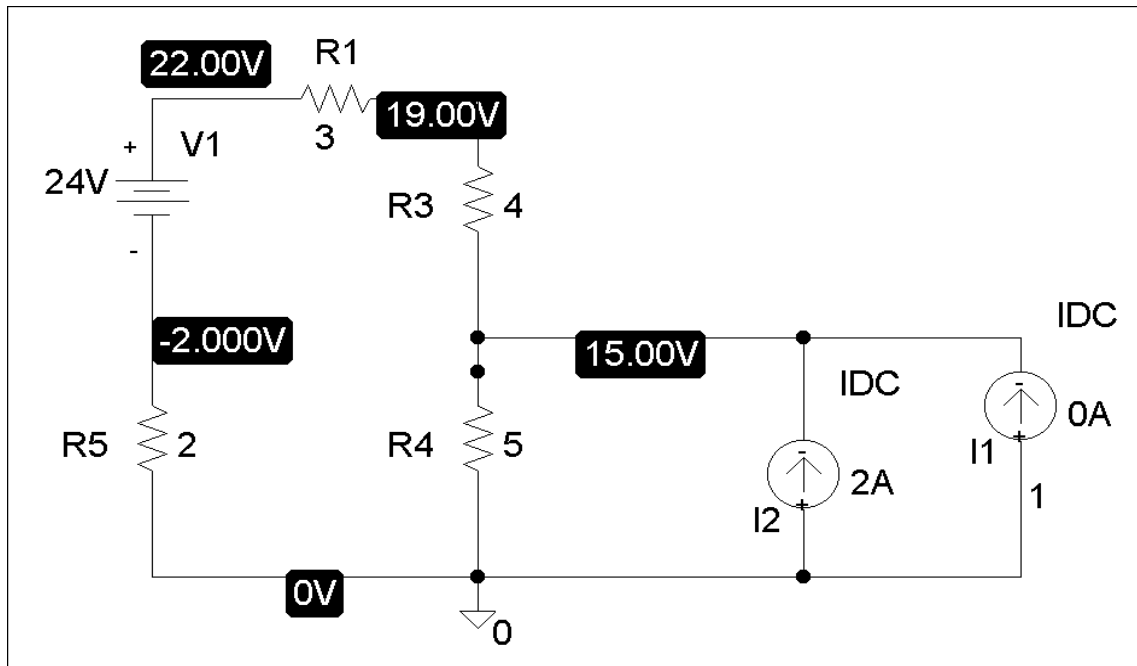 22.00V
R1
19.00V
3
+
V1
24V
R3
4
-
IDC
-2.000V
15.00V
IDC
-
0A
R5
2
R4
5
-
+
I1
2A
1
+
I2
0V
0